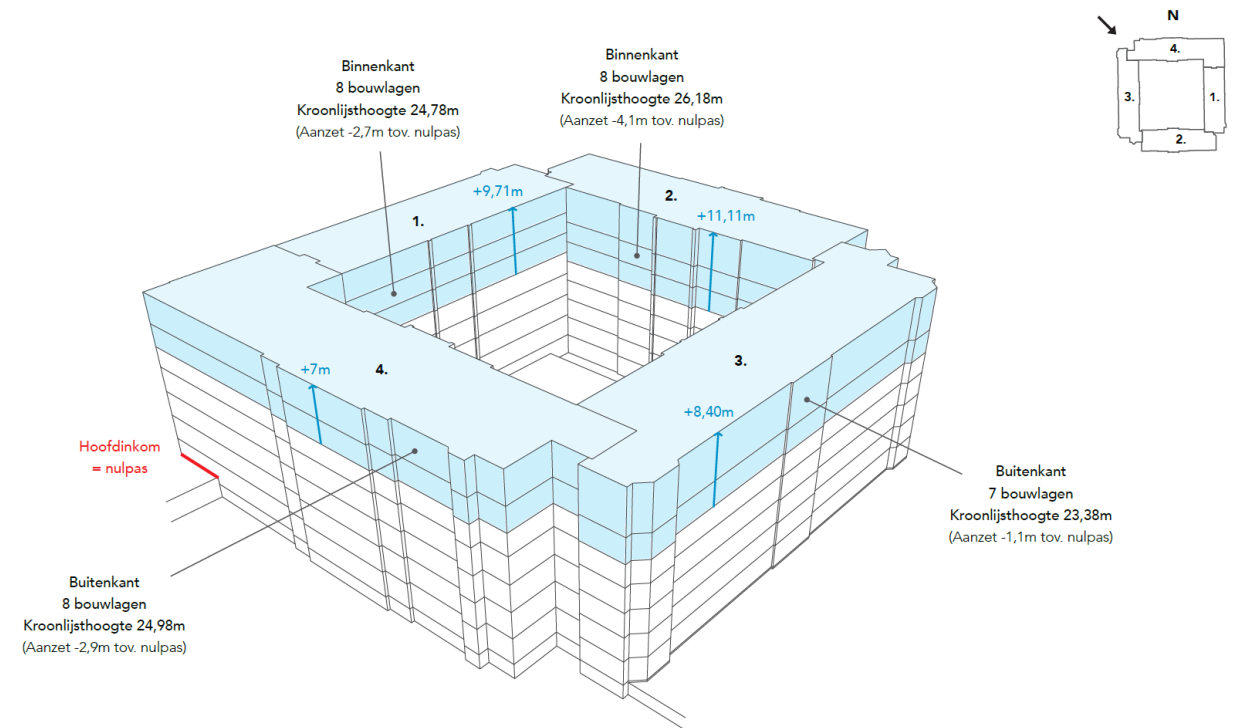 N
4.
3.
1.
2.
Binnenkant
8 bouwlagen
Kroonlijsthoogte 24,78m
(Aanzet -2,7m tov. nulpas)
Binnenkant
8 bouwlagen
Kroonlijsthoogte 26,18m
(Aanzet -4,1m tov. nulpas)
+9,71m
2.
+11,11m
1.
3.
4.
+7m
+8,40m
Hoofdinkom
= nulpas
Buitenkant
7 bouwlagen
Kroonlijsthoogte 23,38m
(Aanzet -1,1m tov. nulpas)
Buitenkant
8 bouwlagen
Kroonlijsthoogte 24,98m
(Aanzet -2,9m tov. nulpas)